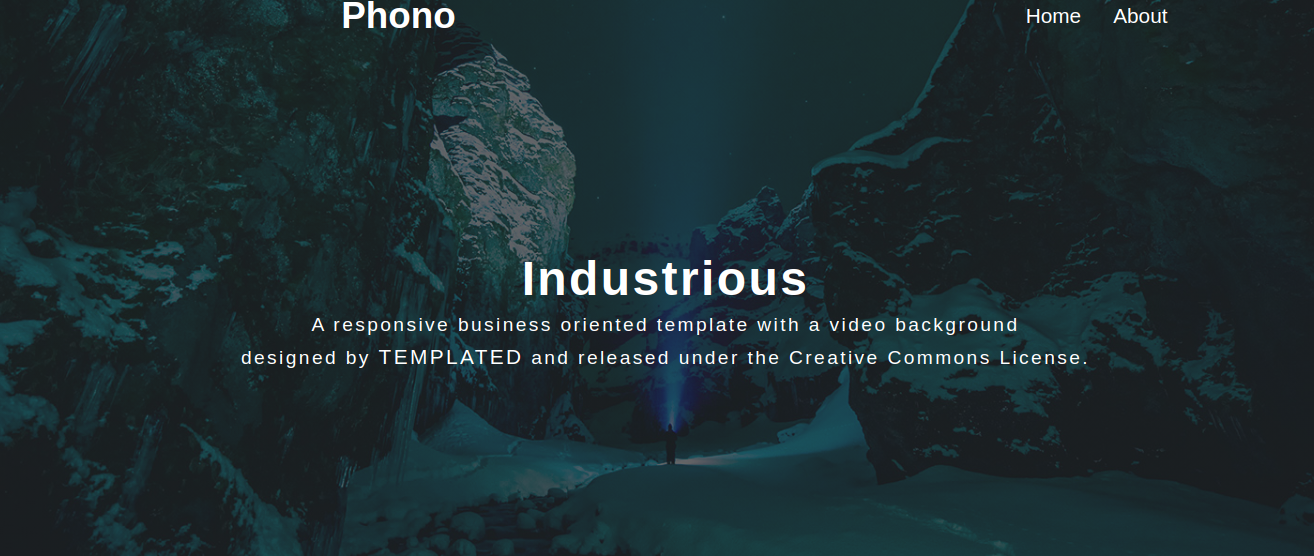 Phono
Home About
Industrious
A responsive business oriented template with a video background
designed by TEMPLATED and released under the Creative Commons License.